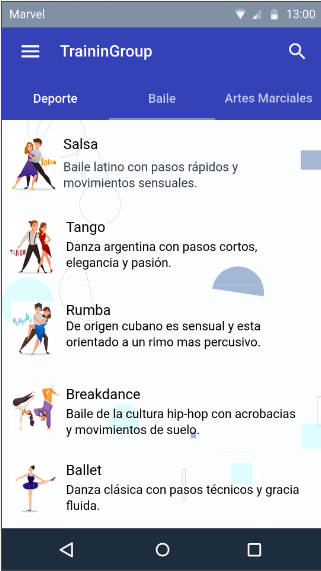 Marvel
13:00
TraininGroup
Deporte
Baile
Artes Marciales
Salsa
Salsa
Baile latino con pasos rápidos y
movimientos sensuales.
TANGO
Tango
Danza argentina con pasos cortos,
elegancia y pasión.
Rumba
De origen cubano es sensual y esta
orientado a un rimo mas percusivo.
Breakdance
Baile de la cultura hip-hop con acrobacias
y movimientos de suelo.
Ballet
Danza clásica con pasos técnicos y gracia
fluida.